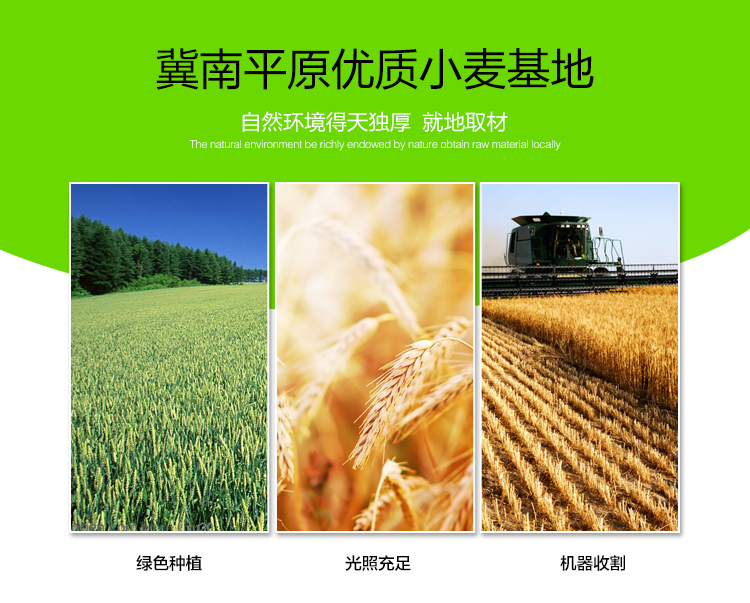 冀南平原优质小麦基地
自然环境得天独厚 就地取材
The natural environment be richly endowed by nature obtain raw material locally
绿色种植
光照充足
机器收割